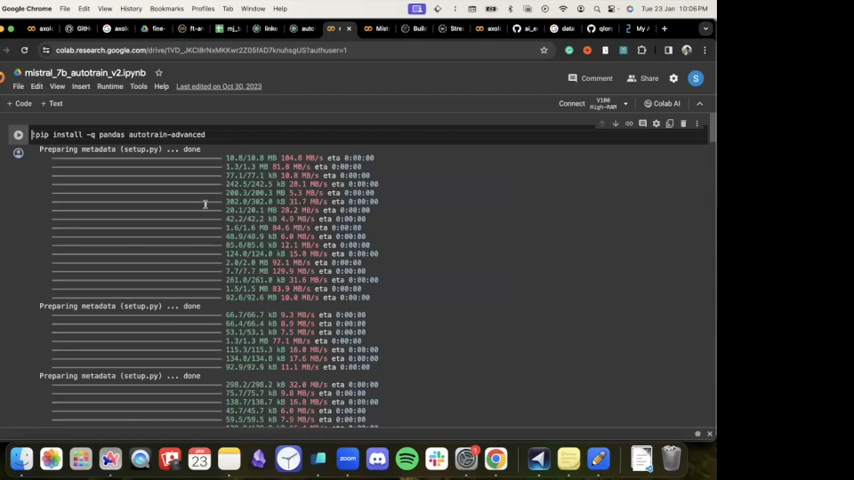 Google Chrome File Edit View History Bookmarks Profiles Tab Window Help Tue 23 Jan 10:06 PM
colab.research.google.com/drive/1VD_JKCI8rNxMKKwr2Z0f67knuhsgUS?authuser=1
mistral_7b_autotrain_v2.ipynb
File Edit View Insert Runtime Tools Help Last edited on Oct 30, 2023
Comment Share S
+ Code + Text Connect V100 High-RAM Colab AI
!pip install -q pandas autotrain-advanced
Preparing metadata (setup.py) ... done
10.8/10.8 MB 104.8 MB/s eta 0:00:00
1.3/1.3 MB 81.8 MB/s eta 0:00:00
77.1/77.1 kB 10.8 MB/s eta 0:00:00
242.5/242.5 kB 28.1 MB/s eta 0:00:00
200.3/200.3 MB 5.3 MB/s eta 0:00:00
302.0/302.0 kB 31.7 MB/s eta 0:00:00
20.1/20.1 MB 28.2 MB/s eta 0:00:00
42.2/42.2 kB 4.9 MB/s eta 0:00:00
1.6/1.6 MB 84.6 MB/s eta 0:00:00
48.9/48.9 kB 6.0 MB/s eta 0:00:00
85.6/85.6 kB 12.1 MB/s eta 0:00:00
124.0/124.0 kB 15.8 MB/s eta 0:00:00
2.0/2.0 MB 92.1 MB/s eta 0:00:00
7.7/7.7 MB 129.9 MB/s eta 0:00:00
261.0/261.0 kB 31.6 MB/s eta 0:00:00
1.5/1.5 MB 83.9 MB/s eta 0:00:00
92.6/92.6 kB 10.8 MB/s eta 0:00:00
Preparing metadata (setup.py) ... done
66.7/66.7 kB 9.3 MB/s eta 0:00:00
66.4/66.4 kB 8.9 MB/s eta 0:00:00
53.1/53.1 kB 7.5 MB/s eta 0:00:00
1.3/1.3 MB 77.1 MB/s eta 0:00:00
115.3/115.3 kB 16.0 MB/s eta 0:00:00
134.8/134.8 kB 17.6 MB/s eta 0:00:00
92.9/92.9 kB 11.1 MB/s eta 0:00:00
Preparing metadata (setup.py) ... done
298.2/298.2 kB 32.0 MB/s eta 0:00:00
75.7/75.7 kB 9.8 MB/s eta 0:00:00
138.7/138.7 kB 16.8 MB/s eta 0:00:00
45.7/45.7 kB 6.0 MB/s eta 0:00:00
59.5/59.5 kB 7.9 MB/s eta 0:00:00
JAN
23
zoom